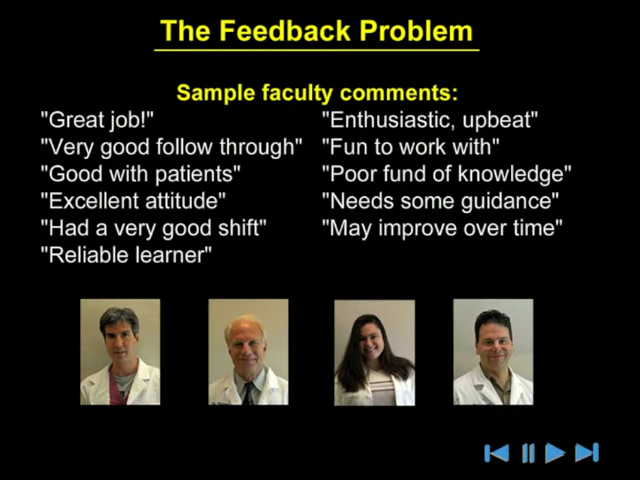 The Feedback Problem
Sample faculty comments:
"Great job!"
"Very good follow through"
"Good with patients"
"Excellent attitude"
"Had a very good shift"
"Reliable learner"
"Enthusiastic, upbeat"
"Fun to work with"
"Poor fund of knowledge"
"Needs some guidance"
"May improve over time"